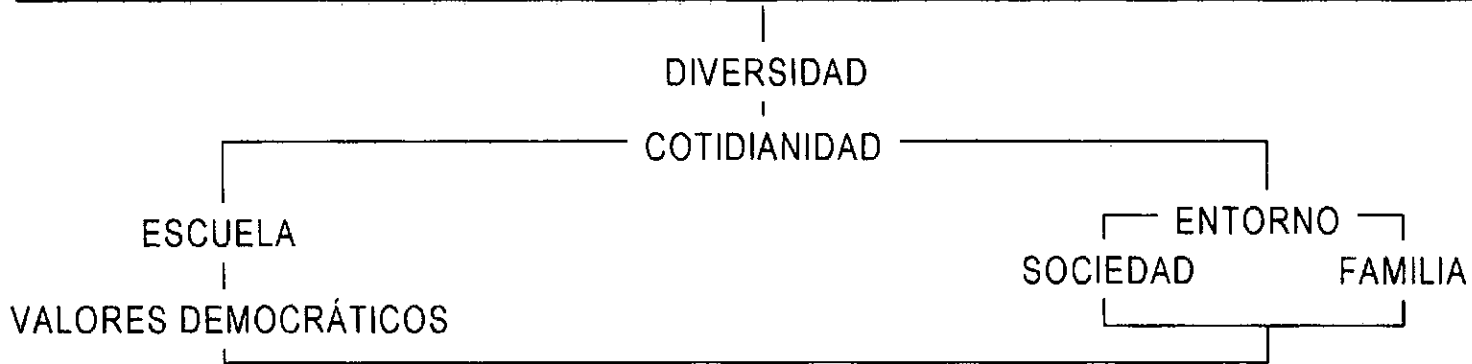 DIVERSIDAD
COTIDIANIDAD
ESCUELA
ENTORNO
SOCIEDAD FAMILIA
VALORES DEMOCRÁTICOS